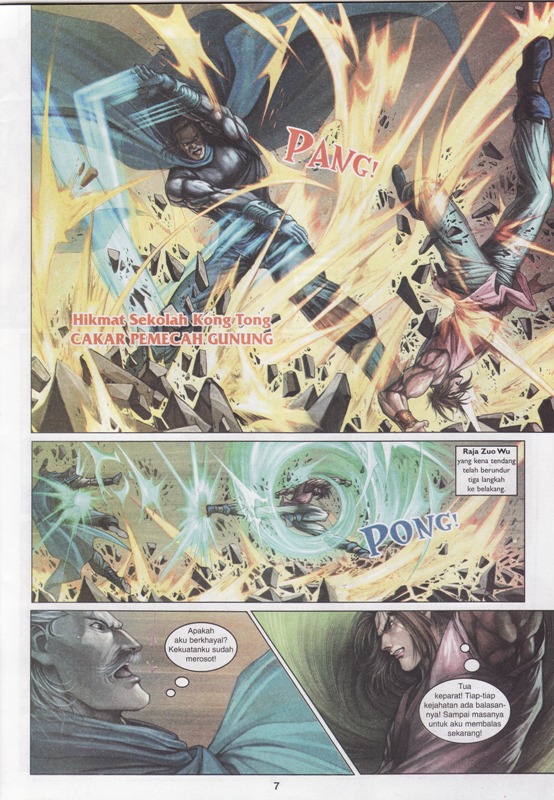 PANG!
Hikmat Sekolah Kong Tong
CAKAR PEMECAH GUNUNG
Raja Zuo Wu
yang kena tendang
telah berundur
tiga langkah
ke belakang.
PONG!
Apakah
aku berkhayal?
Kekuatanku sudah
merosot!
Tua
keparat! Tiap-tiap
kejahatan ada balasan-
nya! Sampai masanya
untuk aku membalas
sekarang!
7